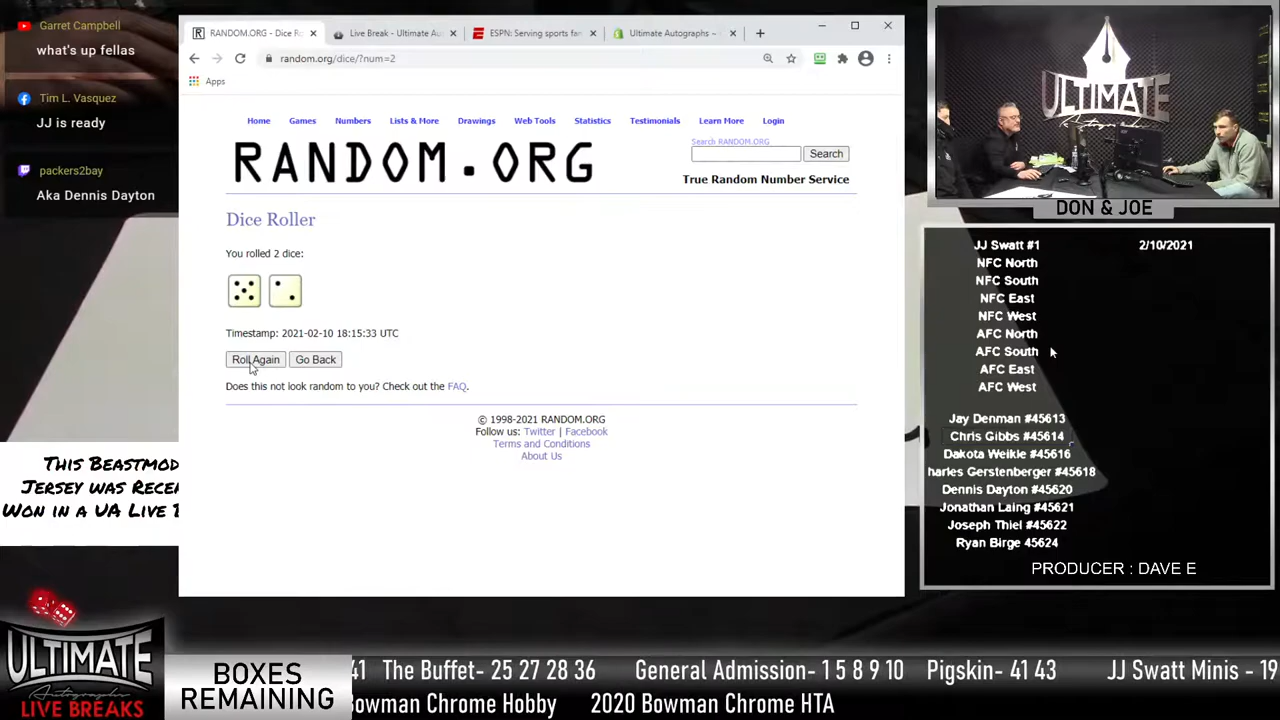 Garret Campbell
what's up fellas
Tim L. Vasquez
JJ is ready
packers2bay
Aka Dennis Dayton
This Beastmod
Jersey was Recen
Won in a UA Live B
RANDOM.ORG - Dice Ro
Live Break - Ultimate Au
ESPN: Serving sports fan
Ultimate Autographs –
random.org/dice/?num=2
Apps
Home Games Numbers Lists & More Drawings Web Tools Statistics Testimonials Learn More Login
RANDOM.ORG
Search RANDOM.ORG
Search
True Random Number Service
Dice Roller
You rolled 2 dice:
Timestamp: 2021-02-10 18:15:33 UTC
Roll Again Go Back
Does this not look random to you? Check out the FAQ.
© 1998-2021 RANDOM.ORG
Follow us: Twitter | Facebook
Terms and Conditions
About Us
ULTIMATE
DON & JOE
JJ Swatt #1 2/10/2021
NFC North
NFC South
NFC East
NFC West
AFC North
AFC South
AFC East
AFC West
Jay Denman #45613
Chris Gibbs #45614
Dakota Weikle #45616
harles Gerstenberger #45618
Dennis Dayton #45620
Jonathan Laing #45621
Joseph Thiel #45622
Ryan Birge 45624
PRODUCER : DAVE E
ULTIMATE
Autographs
LIVE BREAKS
BOXES
REMAINING
41 The Buffet- 25 27 28 36 General Admission- 1 5 8 9 10 Pigskin- 41 43 JJ Swatt Minis - 19
Bowman Chrome Hobby 2020 Bowman Chrome HTA